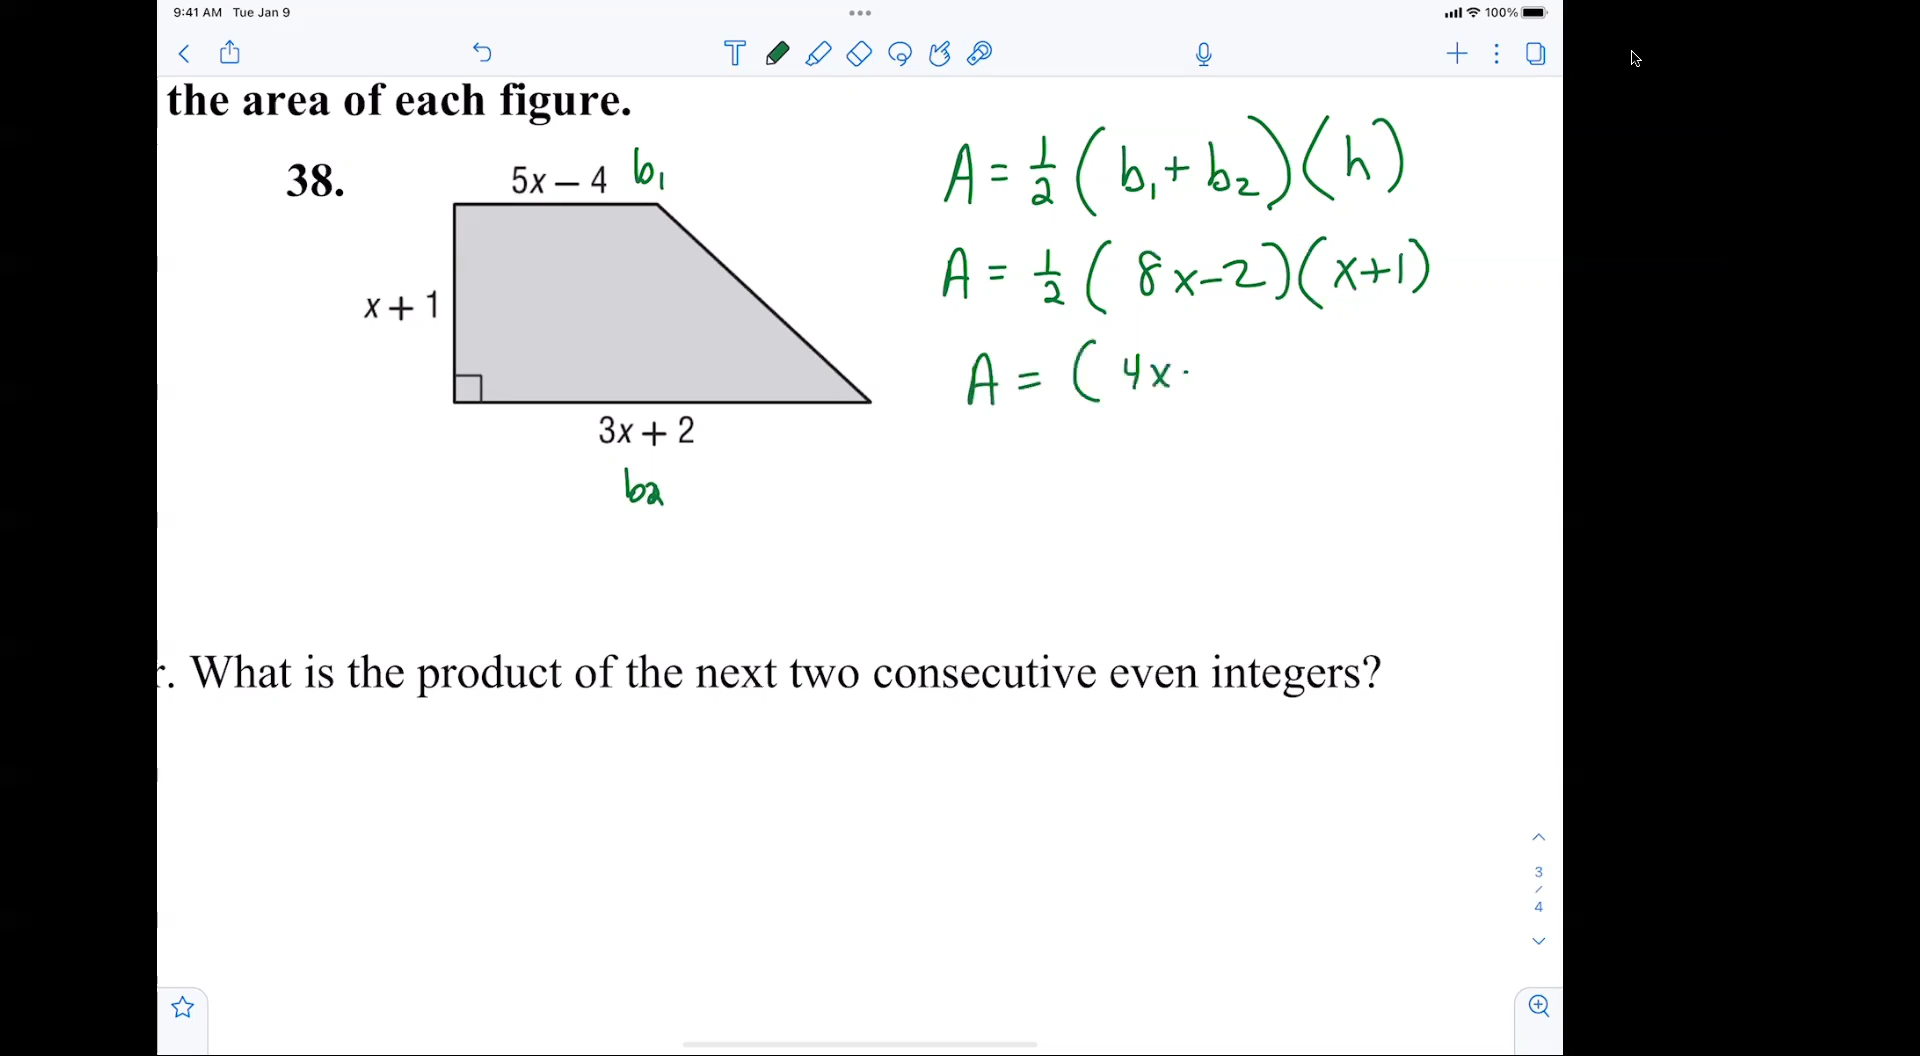 9:41 AM Tue Jan 9
100%
the area of each figure.
38.
5x – 4 b₁
x + 1
3x + 2
b₂
A = 1/2 ( b₁ + b₂ ) ( h )
A = 1/2 ( 8x – 2 ) ( x + 1 )
A = ( 4x ·
r. What is the product of the next two consecutive even integers?
3
/
4